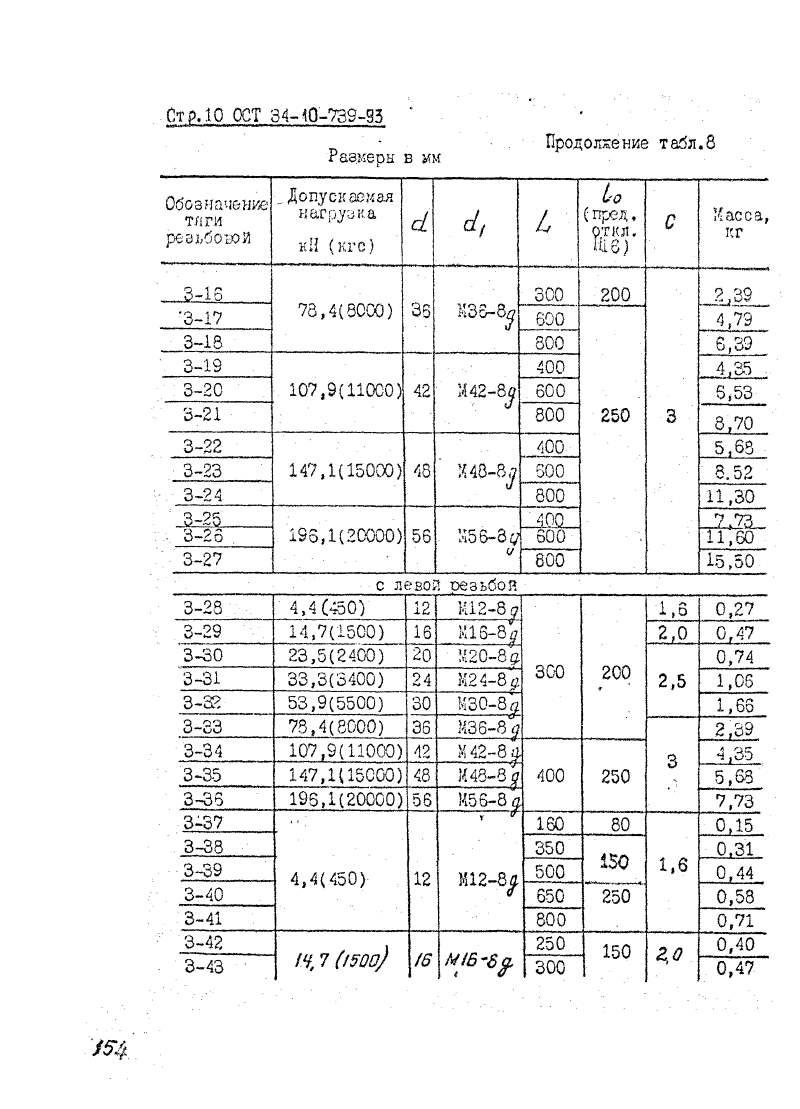 Стр.10 ОСТ 34-10-739-93
Продолжение табл.8
Размеры в мм
Обозначение тяги резьбовой | Допускаемая нагрузка кН (кгс) | d | d₁ | L | l₀ (пред. откл. ) | c | Масса, кг
3-16 | 78,4(8000) | 36 | М36-8g | 300 | 200 | 3 | 2,39
3-17 | 600 | 250 | 4,79
3-18 | 800 | 6,39
3-19 | 400 | 4,35
3-20 | 107,9(11000) | 42 | М42-8g | 600 | 6,53
3-21 | 800 | 8,70
3-22 | 400 | 5,68
3-23 | 147,1(15000) | 48 | М48-8g | 600 | 8.52
3-24 | 800 | 11,30
3-25 | 400 | 7,73
3-26 | 196,1(20000) | 56 | М56-8g | 600 | 11,60
3-27 | 800 | 15,50
с левой резьбой
3-28 | 4,4(450) | 12 | М12-8g | 300 | 200 | 1,6 | 0,27
3-29 | 14,7(1500) | 16 | М16-8g | 2,0 | 0,47
3-30 | 23,5(2400) | 20 | М20-8g | 2,5 | 0,74
3-31 | 33,3(3400) | 24 | М24-8g | 1,06
3-32 | 53,9(5500) | 30 | М30-8g | 1,66
3-33 | 78,4(8000) | 36 | М36-8g | 3 | 2,39
3-34 | 107,9(11000) | 42 | М42-8g | 400 | 250 | 4,35
3-35 | 147,1(15000) | 48 | М48-8g | 5,68
3-36 | 196,1(20000) | 56 | М56-8g | 7,73
3-37 | 4,4(450) | 12 | М12-8g | 160 | 80 | 1,6 | 0,15
3-38 | 350 | 150 | 0,31
3-39 | 500 | 0,44
3-40 | 650 | 250 | 0,58
3-41 | 800 | 0,71
3-42 | 14,7(1500) | 16 | М16-8g | 250 | 150 | 2,0 | 0,40
3-43 | 300 | 0,47
154